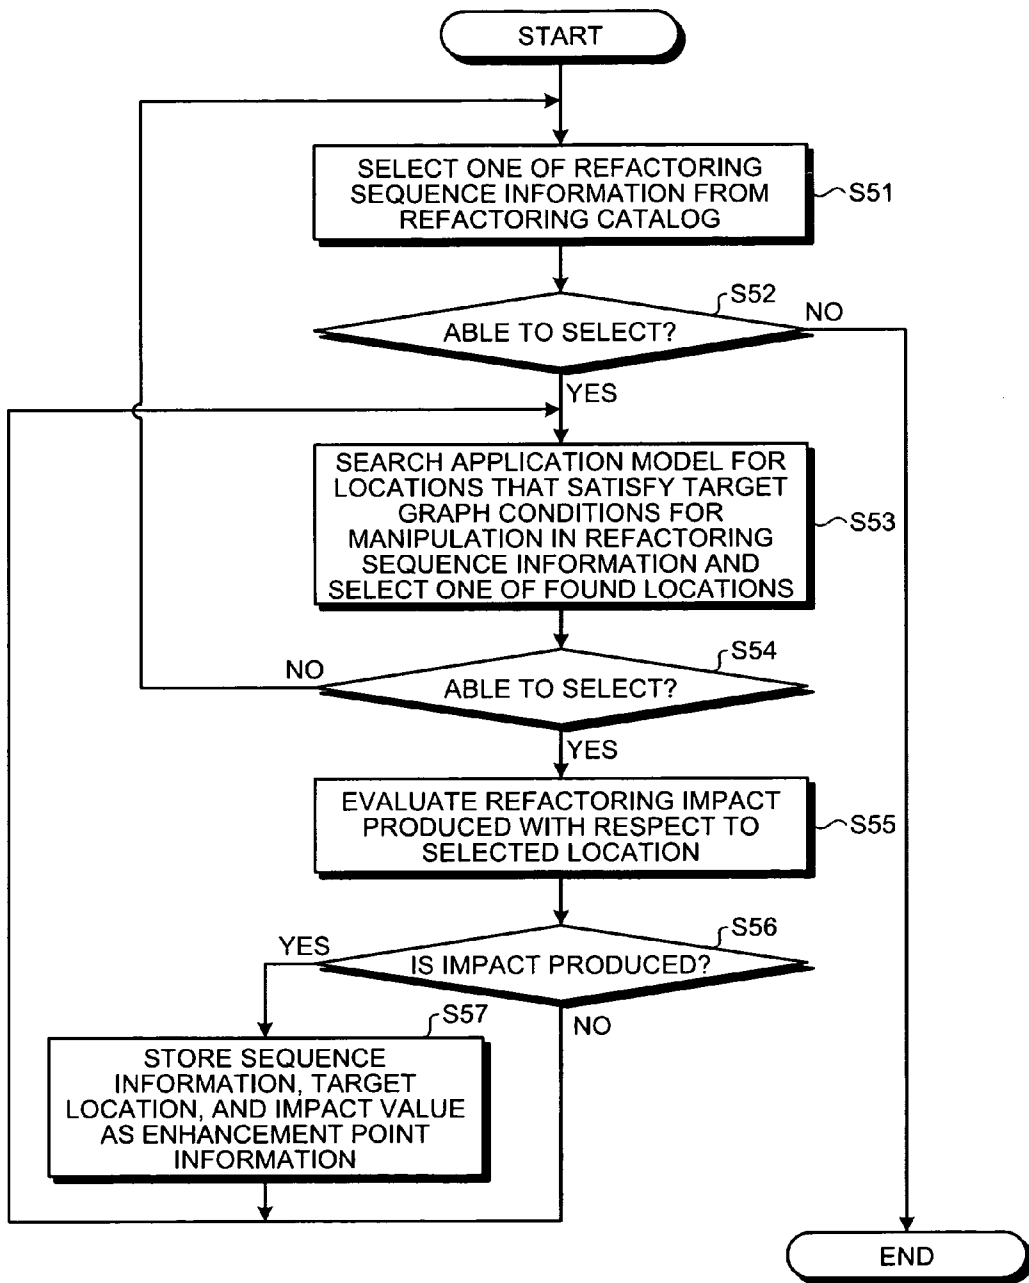 START
SELECT ONE OF REFACTORING
SEQUENCE INFORMATION FROM
REFACTORING CATALOG
S51
S52
ABLE TO SELECT?
NO
YES
SEARCH APPLICATION MODEL FOR
LOCATIONS THAT SATISFY TARGET
GRAPH CONDITIONS FOR
MANIPULATION IN REFACTORING
SEQUENCE INFORMATION AND
SELECT ONE OF FOUND LOCATIONS
S53
S54
NO
ABLE TO SELECT?
YES
EVALUATE REFACTORING IMPACT
PRODUCED WITH RESPECT TO
SELECTED LOCATION
S55
S56
YES
IS IMPACT PRODUCED?
NO
S57
STORE SEQUENCE
INFORMATION, TARGET
LOCATION, AND IMPACT VALUE
AS ENHANCEMENT POINT
INFORMATION
END